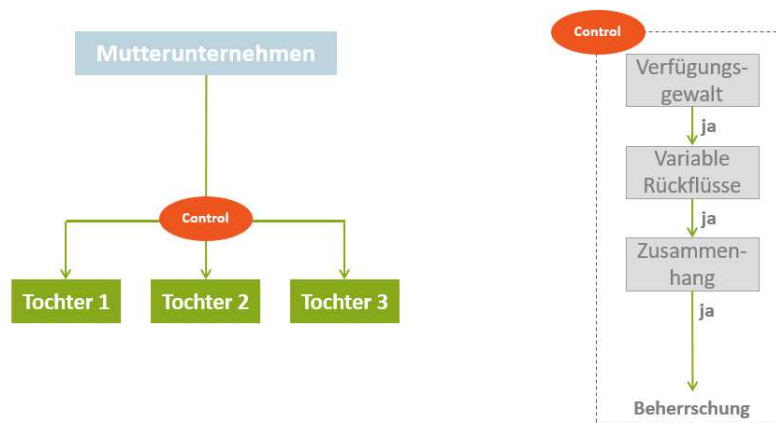 Mutterunternehmen
Control
Tochter 1
Tochter 2
Tochter 3
Control
Verfügungs-
gewalt
ja
Variable
Rückflüsse
ja
Zusammen-
hang
ja
Beherrschung